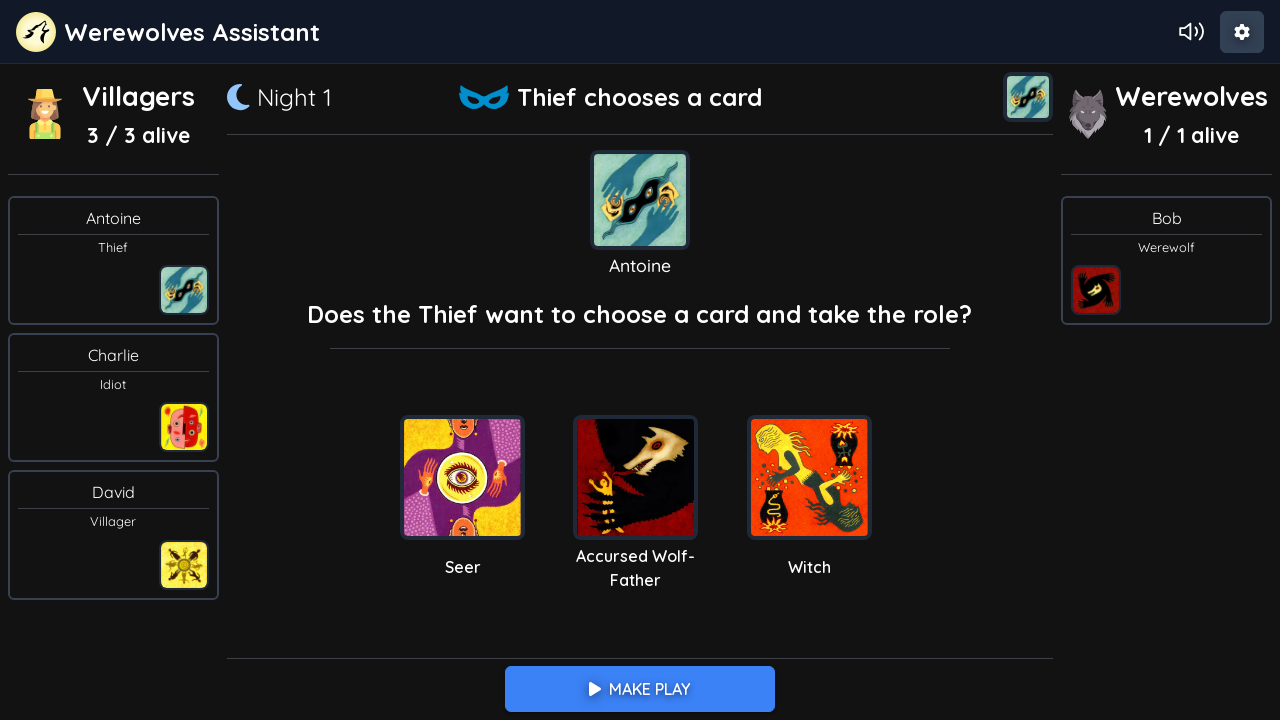 Werewolves Assistant
Villagers
3 / 3 alive
Antoine
Thief
Charlie
Idiot
David
Villager
Night 1
Thief chooses a card
Antoine
Does the Thief want to choose a card and take the role?
Seer
Accursed Wolf-
Father
Witch
MAKE PLAY
Werewolves
1 / 1 alive
Bob
Werewolf